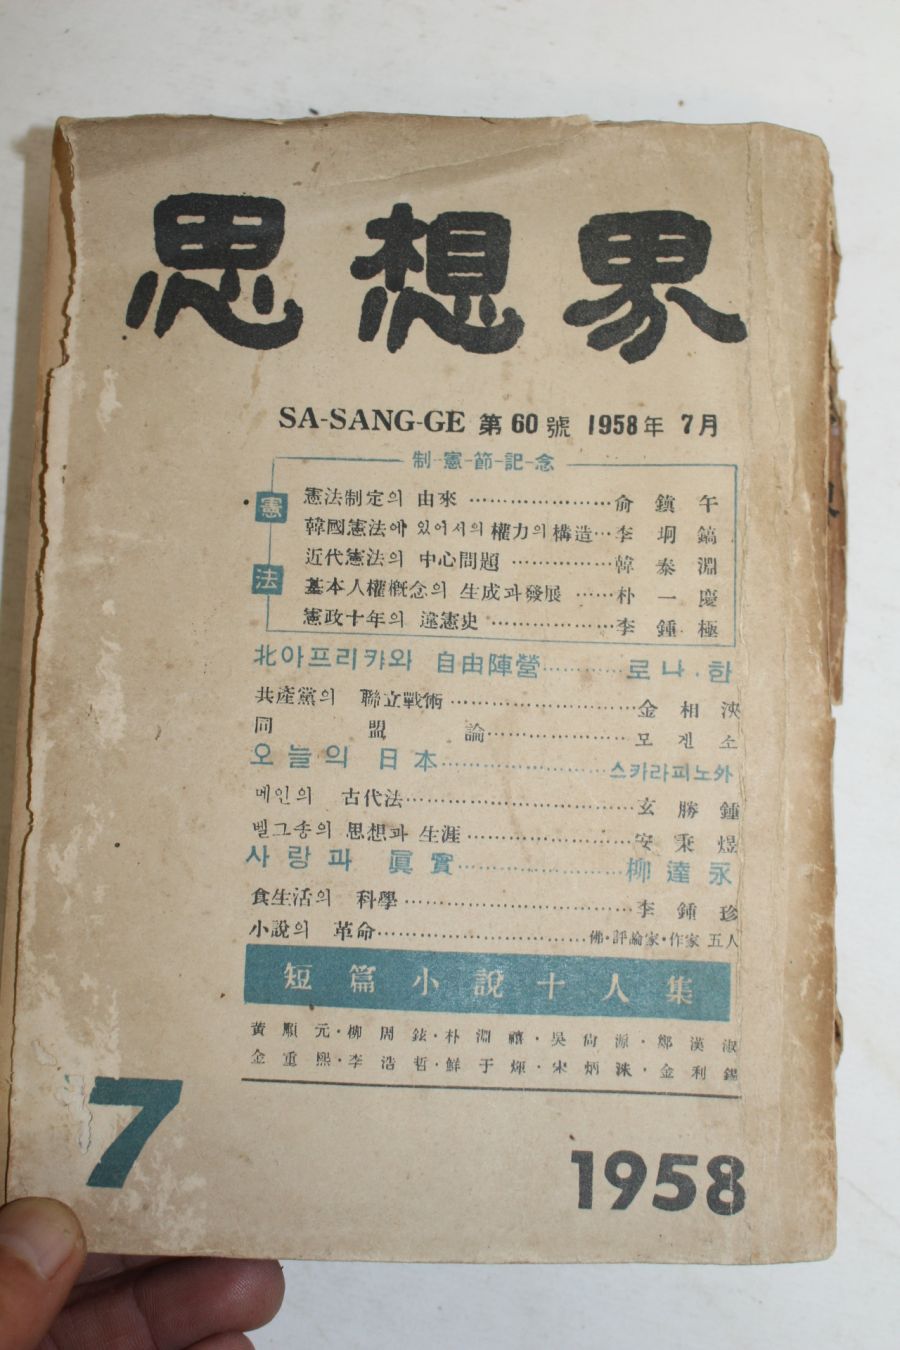 思想界
SA-SANG-GE 第60號 1958年 7月
制-憲-節-記-念
憲法
憲法制定의 由來 …………………兪鎭午
韓國憲法에 있어서의 權力의 構造…李坰鎬
近代憲法의 中心問題 ……………韓泰淵
基本人權槪念의 生成과發展 ……朴一慶
憲政十年의 違憲史 ………………李鍾極
北아프리카와 自由陣營…………로나·한
共產黨의 聯立戰術………………………金相浹
同盟論…………………모겐소
오늘의 日本……………………스카라피노外
메인의 古代法……………………………玄勝鍾
벨그송의 思想과 生涯……………………安秉煜
사랑과 眞實……………………柳達永
食生活의 科學……………………………李鍾珍
小說의 革命…………………………佛·評論家·作家 五人
短篇小說十人集
黃順元·柳周鉉·朴淵禧·吳尙源·鄭漢淑
金重熙·李浩哲·鮮于煇·宋炳洙·金利錫
7
1958